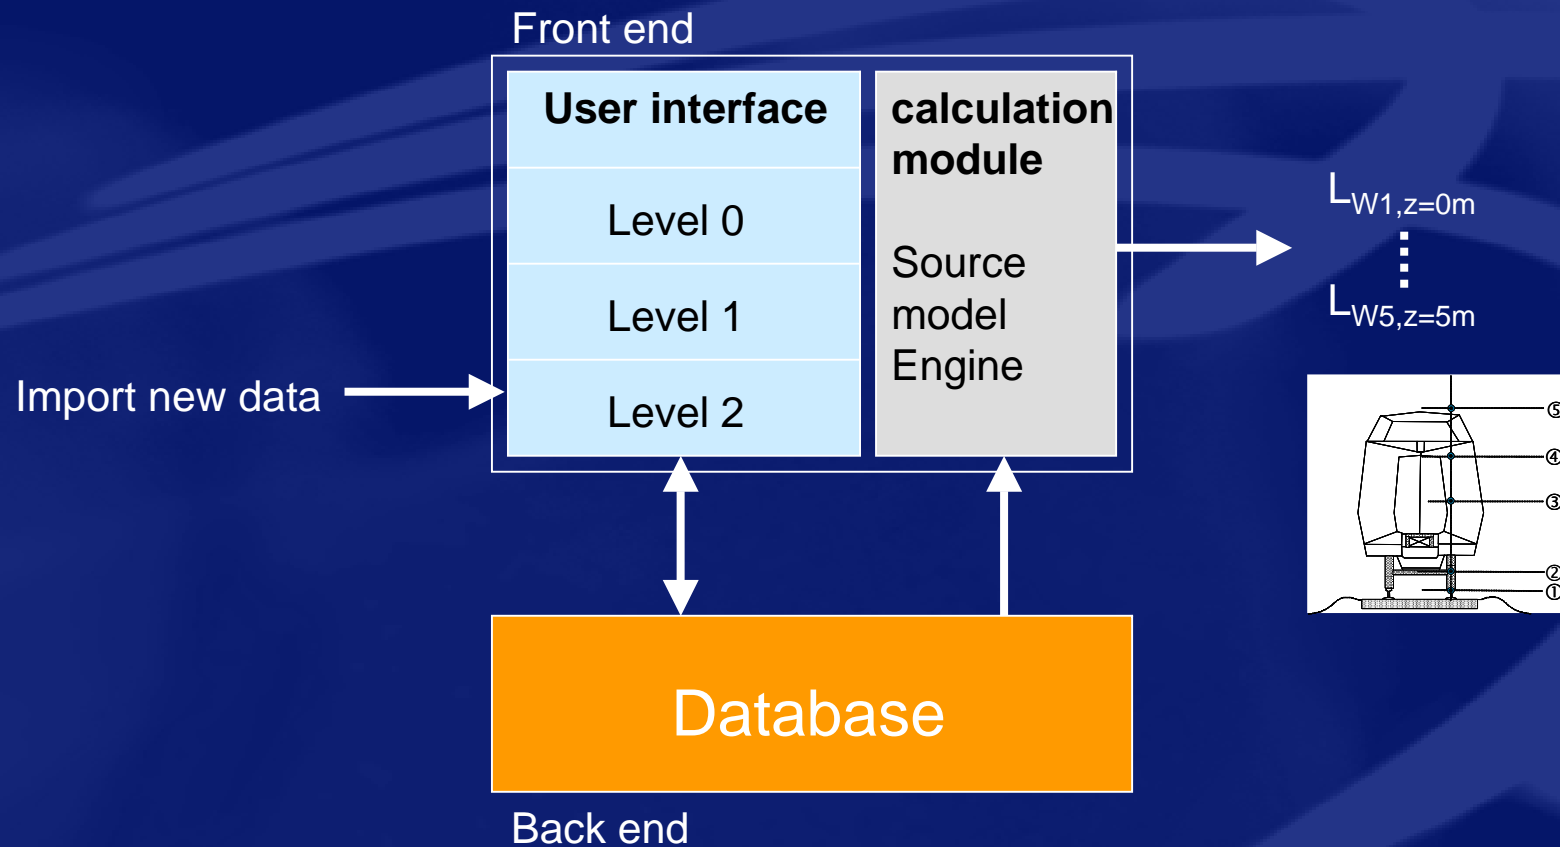 Front end
User interface
Level 0
Level 1
Level 2
calculation
module
Source
model
Engine
Import new data
LW1,z=0m
LW5,z=5m
⑤
④
③
②
①
Database
Back end